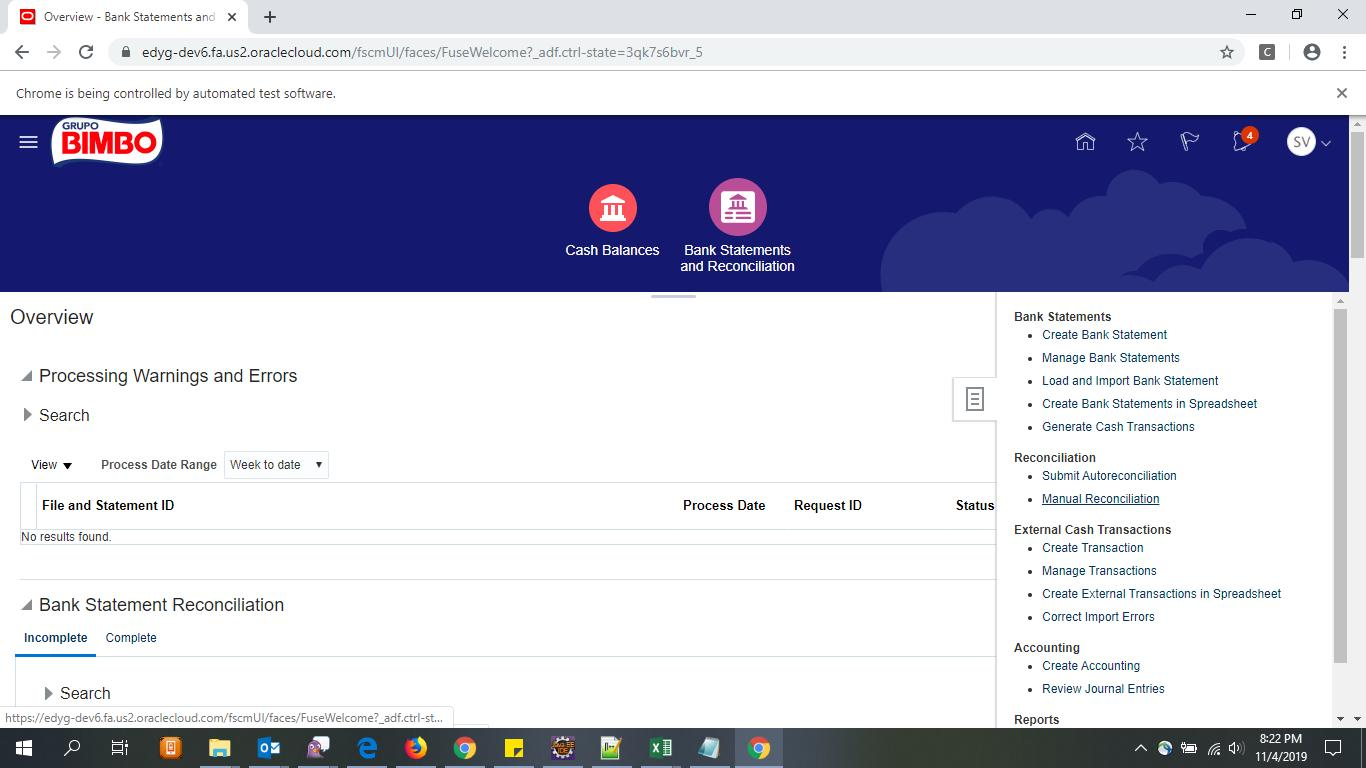 Overview - Bank Statements and
edyg-dev6.fa.us2.oraclecloud.com/fscmUI/faces/FuseWelcome?_adf.ctrl-state=3qk7s6bvr_5
C
Chrome is being controlled by automated test software.
GRUPO
BIMBO
4
SV
Cash Balances
Bank Statements
and Reconciliation
Overview
Processing Warnings and Errors
Search
View
Process Date Range
Week to date
File and Statement ID
Process Date
Request ID
Status
No results found.
Bank Statement Reconciliation
Incomplete
Complete
Search
Bank Statements
Create Bank Statement
Manage Bank Statements
Load and Import Bank Statement
Create Bank Statements in Spreadsheet
Generate Cash Transactions
Reconciliation
Submit Autoreconciliation
Manual Reconciliation
External Cash Transactions
Create Transaction
Manage Transactions
Create External Transactions in Spreadsheet
Correct Import Errors
Accounting
Create Accounting
Review Journal Entries
Reports
https://edyg-dev6.fa.us2.oraclecloud.com/fscmUI/faces/FuseWelcome?_adf.ctrl-st...
8:22 PM
11/4/2019